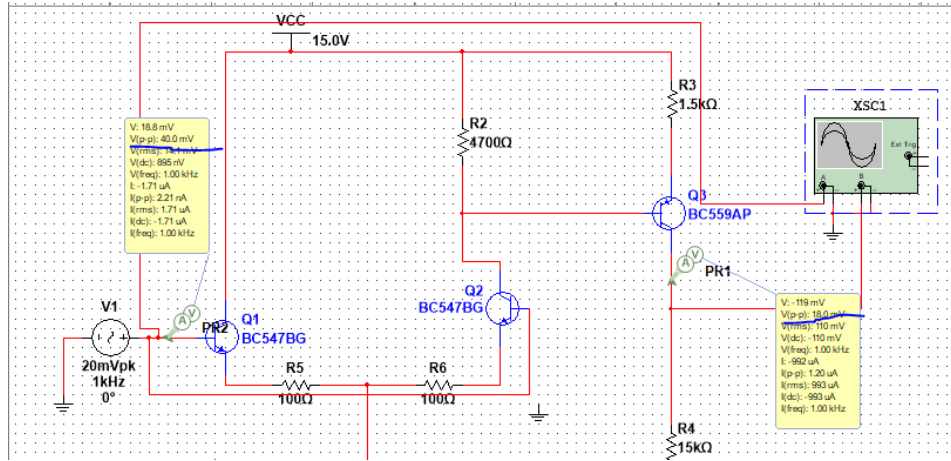 VCC
15.0V
R3
1.5kΩ
XSC1
Ext Trig
A
B
R2
4700Ω
V: 18.8 mV
V(p-p): 40.0 mV
V(rms): 14.1 mV
V(dc): 895 nV
V(freq): 1.00 kHz
I: -1.71 uA
I(p-p): 2.21 nA
I(rms): 1.71 uA
I(dc): -1.71 uA
I(freq): 1.00 kHz
Q3
BC559AP
A
V
PR1
Q2
BC547BG
V: -119 mV
V(p-p): 18.0 mV
V(rms): 110 mV
V(dc): -110 mV
V(freq): 1.00 kHz
I: -992 uA
I(p-p): 1.20 uA
I(rms): 993 uA
I(dc): -993 uA
I(freq): 1.00 kHz
V1
A
V
PR2
Q1
BC547BG
20mVpk
1kHz
0°
R5
100Ω
R6
100Ω
R4
15kΩ